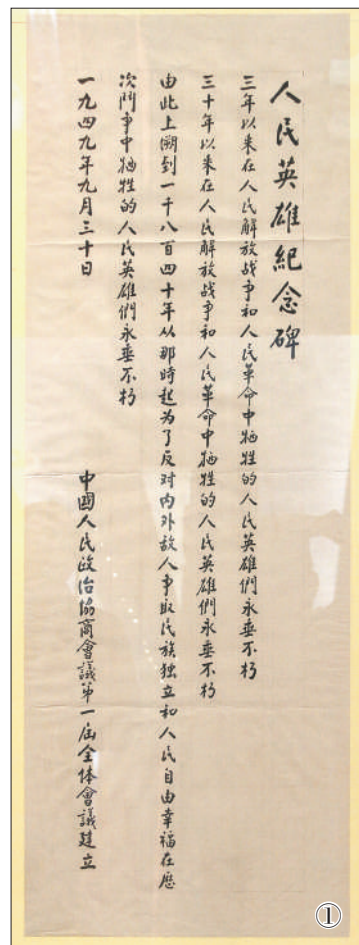 人民英雄紀念碑
三年以来在人民解放战争和人民革命中牺牲的人民英雄們永垂不朽
三十年以来在人民解放战争和人民革命中牺牲的人民英雄們永垂不朽
由此上溯到一千八百四十年从那時起为了反对内外敌人争取民族独立和人民自由幸福在歷
次鬥争中牺牲的人民英雄們永垂不朽
一九四九年九月三十日 中國人民政治協商會議第一屆全体會議建立
①